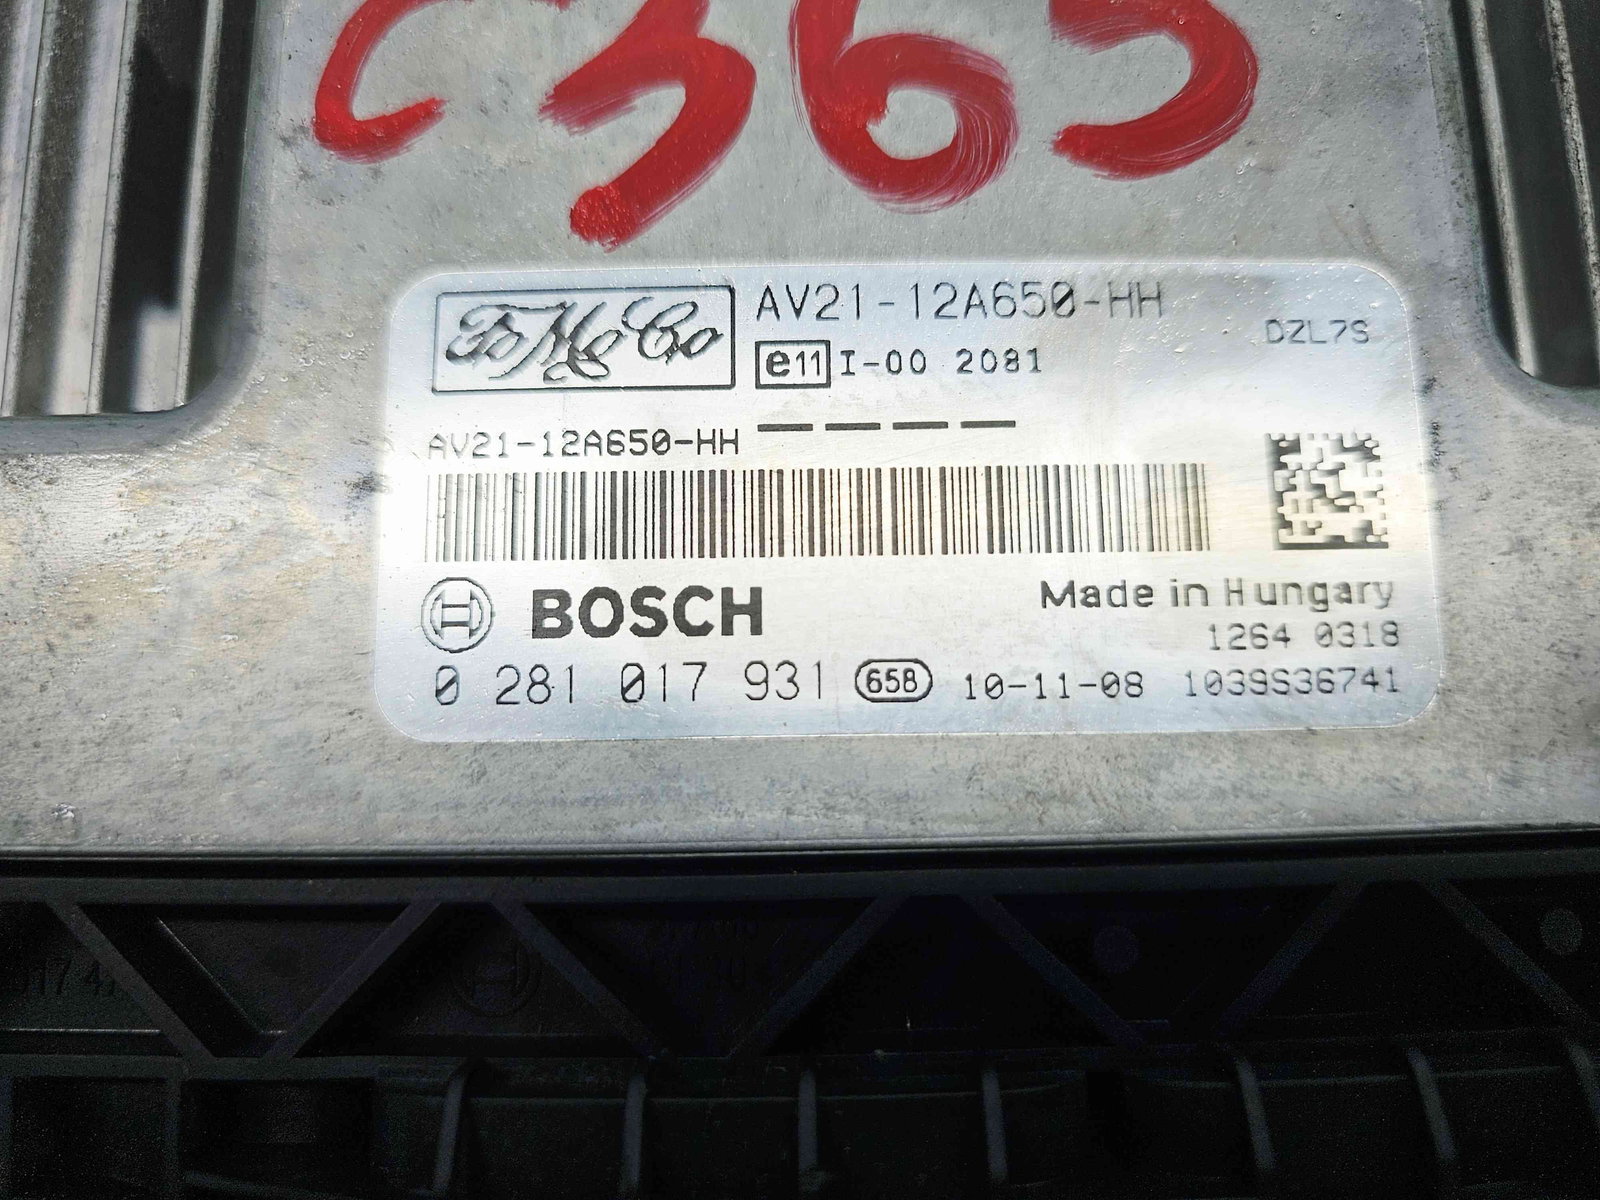 C365
FoMoCo
AV21-12A650-HH
DZL7S
e11 I-00 2081
AV21-12A650-HH
BOSCH
Made in Hungary
1264 0318
0 281 017 931 658 10-11-08 1039S36741